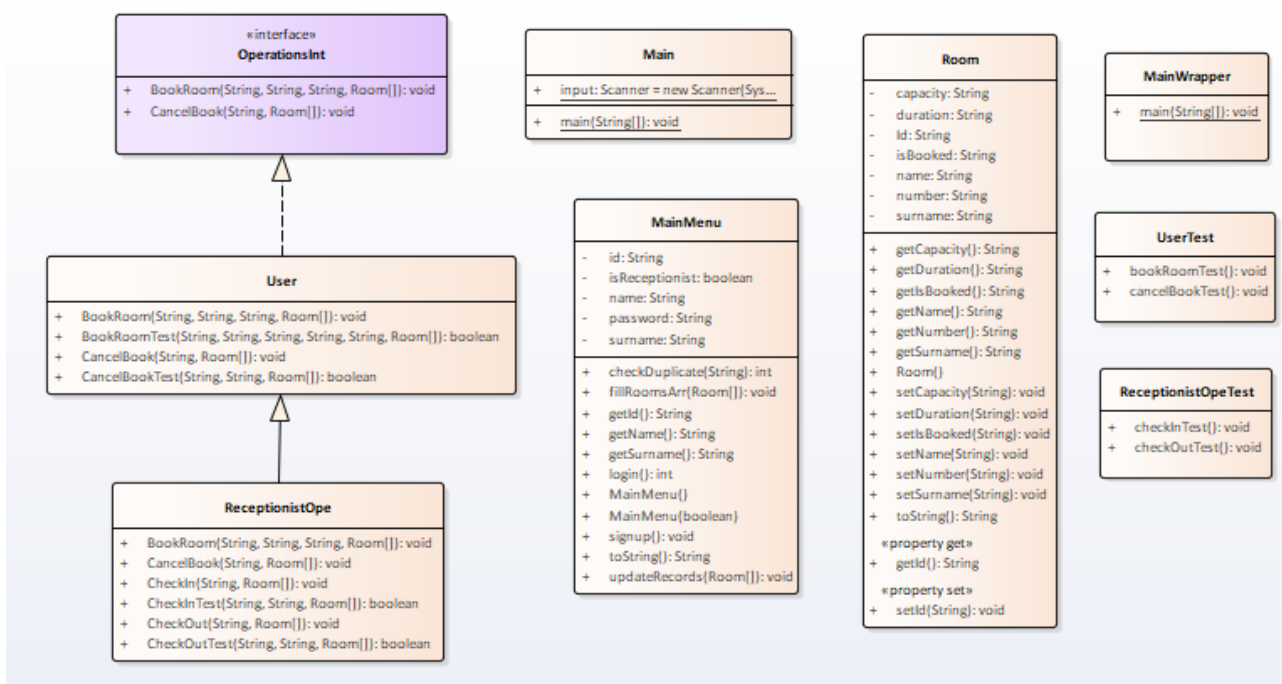 «interface»
OperationsInt
+ BookRoom(String, String, String, Room[]): void
+ CancelBook(String, Room[]): void
User
+ BookRoom(String, String, String, Room[]): void
+ BookRoomTest(String, String, String, String, String, Room[]): boolean
+ CancelBook(String, Room[]): void
+ CancelBookTest(String, String, Room[]): boolean
ReceptionistOpe
+ BookRoom(String, String, String, Room[]): void
+ CancelBook(String, Room[]): void
+ CheckIn(String, Room[]): void
+ CheckInTest(String, String, Room[]): boolean
+ CheckOut(String, Room[]): void
+ CheckOutTest(String, String, Room[]): boolean
Main
+ input: Scanner = new Scanner(Sys...
+ main(String[]): void
MainMenu
- id: String
- isReceptionist: boolean
- name: String
- password: String
- surname: String
+ checkDuplicate(String): int
+ fillRoomsArr(Room[]): void
+ getId(): String
+ getName(): String
+ getSurname(): String
+ login(): int
+ MainMenu()
+ MainMenu(boolean)
+ signup(): void
+ toString(): String
+ updateRecords(Room[]): void
Room
- capacity: String
- duration: String
- Id: String
- isBooked: String
- name: String
- number: String
- surname: String
+ getCapacity(): String
+ getDuration(): String
+ getIsBooked(): String
+ getName(): String
+ getNumber(): String
+ getSurname(): String
+ Room()
+ setCapacity(String): void
+ setDuration(String): void
+ setIsBooked(String): void
+ setName(String): void
+ setNumber(String): void
+ setSurname(String): void
+ toString(): String
«property get»
+ getId(): String
«property set»
+ setId(String): void
MainWrapper
+ main(String[]): void
UserTest
+ bookRoomTest(): void
+ cancelBookTest(): void
ReceptionistOpeTest
+ checkInTest(): void
+ checkOutTest(): void